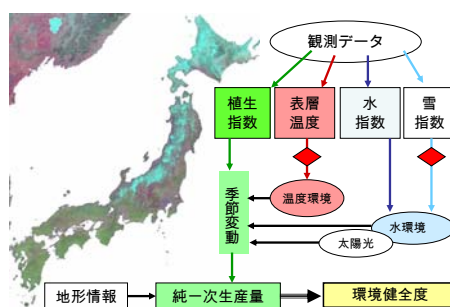 観測データ
植生
指数
表層
温度
水
指数
雪
指数
季節変動
温度環境
水環境
太陽光
地形情報
純一次生産量
環境健全度